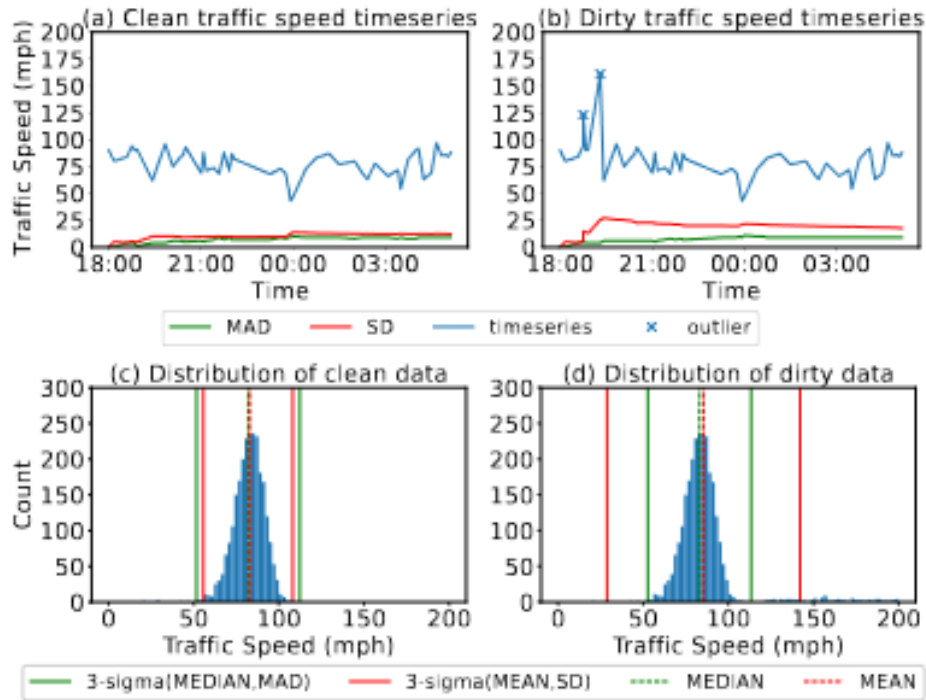 (a) Clean traffic speed timeseries
(b) Dirty traffic speed timeseries
Traffic Speed (mph)
200
175
150
125
100
75
50
25
0
18:00 21:00 00:00 03:00
Time
200
175
150
125
100
75
50
25
0
18:00 21:00 00:00 03:00
Time
MAD SD timeseries outlier
(c) Distribution of clean data
(d) Distribution of dirty data
Count
300
250
200
150
100
50
0
0 50 100 150 200
Traffic Speed (mph)
300
250
200
150
100
50
0
0 50 100 150 200
Traffic Speed (mph)
3-sigma(MEDIAN,MAD) 3-sigma(MEAN,SD) MEDIAN MEAN